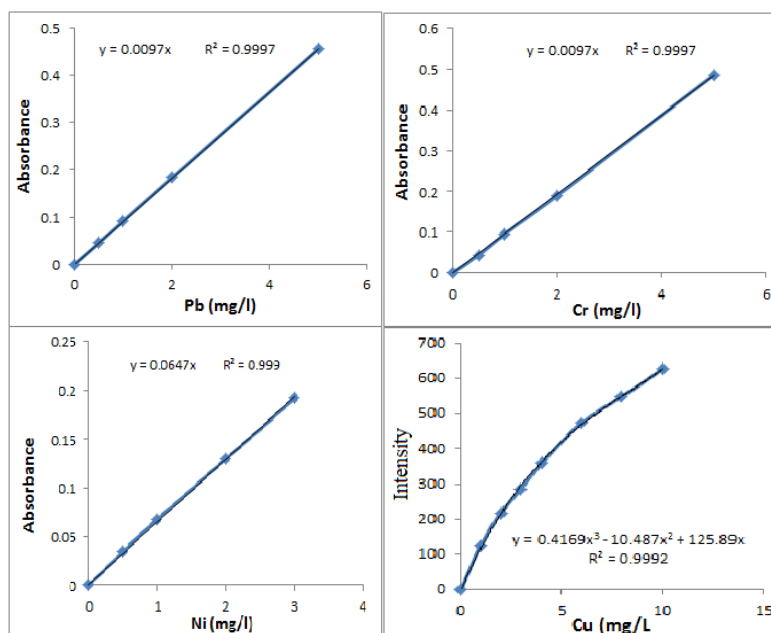 y = 0.0097x R² = 0.9997
Absorbance
0.5
0.4
0.3
0.2
0.1
0
0 2 4 6
Pb (mg/l)
y = 0.0097x R² = 0.9997
Absorbance
0.6
0.5
0.4
0.3
0.2
0.1
0
0 2 4 6
Cr (mg/l)
y = 0.0647x R² = 0.999
Absorbance
0.25
0.2
0.15
0.1
0.05
0
0 1 2 3 4
Ni (mg/l)
Intensity
700
600
500
400
300
200
100
0
y = 0.4169x³ - 10.487x² + 125.89x
R² = 0.9992
0 5 10 15
Cu (mg/L